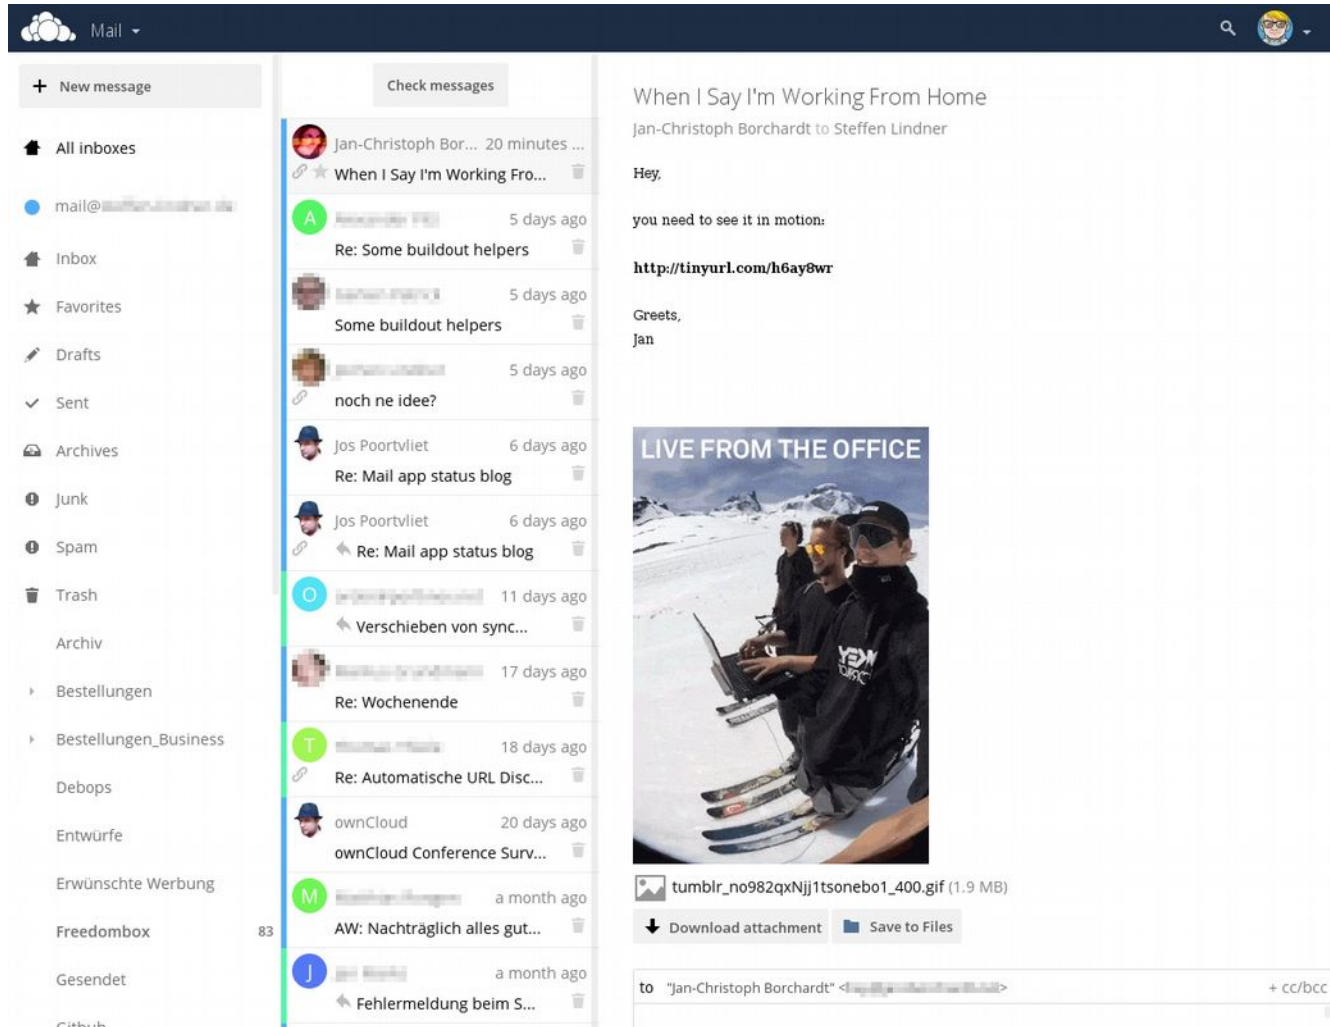 Mail
New message
All inboxes
mail@
Inbox
Favorites
Drafts
Sent
Archives
Junk
Spam
Trash
Archiv
Bestellungen
Bestellungen_Business
Debops
Entwürfe
Erwünschte Werbung
Freedombox 83
Gesendet
Github
Check messages
Jan-Christoph Bor... 20 minutes ...
When I Say I'm Working Fro...
A 5 days ago
Re: Some buildout helpers
5 days ago
Some buildout helpers
5 days ago
noch ne idee?
Jos Poortvliet 6 days ago
Re: Mail app status blog
Jos Poortvliet 6 days ago
Re: Mail app status blog
O 11 days ago
Verschieben von sync...
17 days ago
Re: Wochenende
T 18 days ago
Re: Automatische URL Disc...
ownCloud 20 days ago
ownCloud Conference Surv...
M a month ago
AW: Nachträglich alles gut...
J a month ago
Fehlermeldung beim S...
When I Say I'm Working From Home
Jan-Christoph Borchardt to Steffen Lindner
Hey,
you need to see it in motion:
http://tinyurl.com/h6ay8wr
Greets,
Jan
LIVE FROM THE OFFICE
tumblr_no982qxNjj1tsonebo1_400.gif (1.9 MB)
Download attachment Save to Files
to "Jan-Christoph Borchardt" < > + cc/bcc